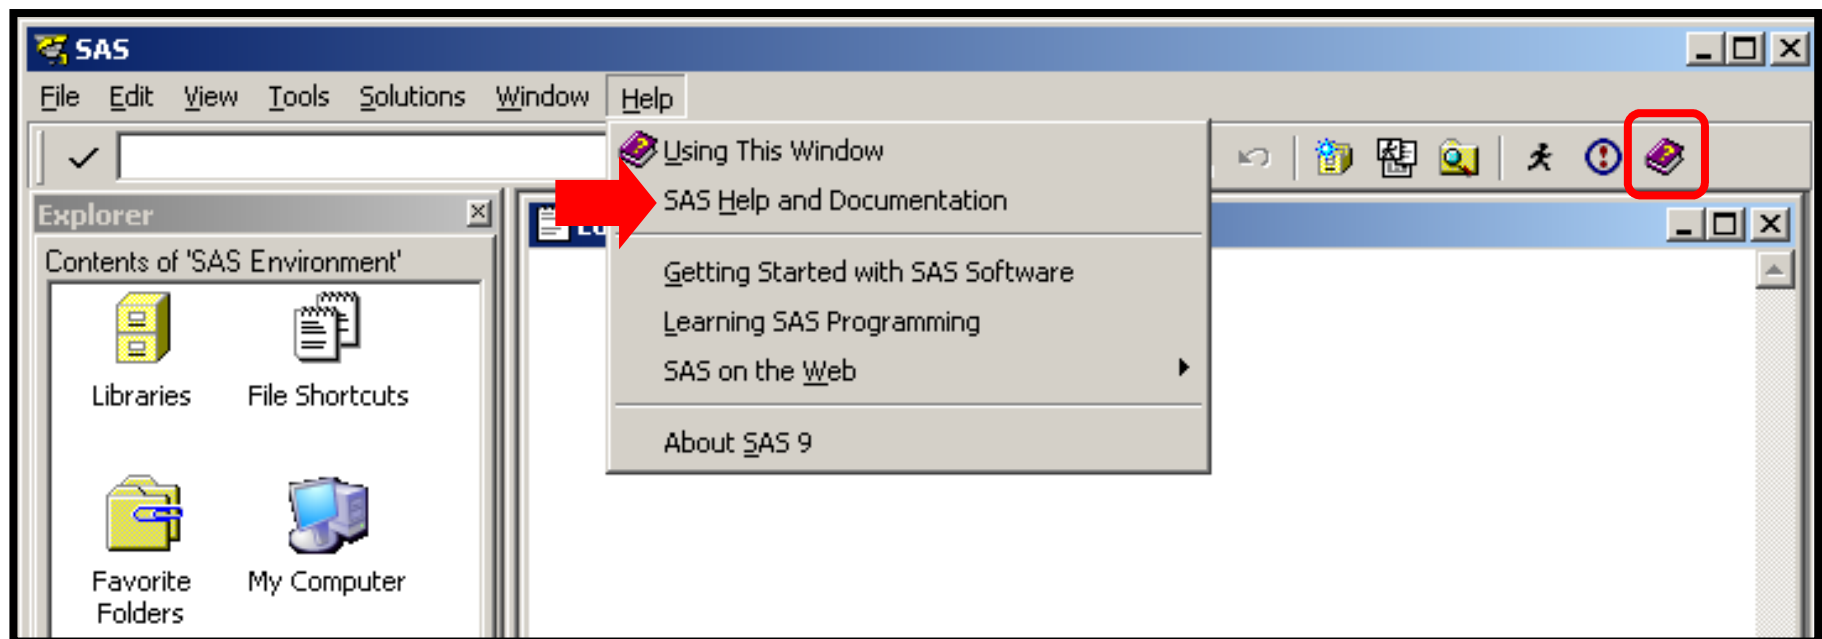 SAS
File Edit View Tools Solutions Window Help
Using This Window
SAS Help and Documentation
Getting Started with SAS Software
Learning SAS Programming
SAS on the Web
About SAS 9
Explorer
Contents of 'SAS Environment'
Libraries File Shortcuts
Favorite Folders My Computer